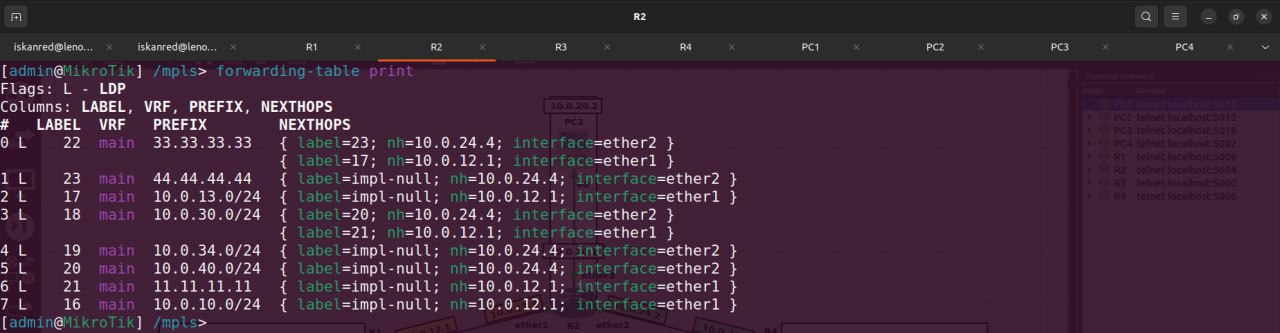 R2
iskanred@leno... × iskanred@leno... × R1 × R2 × R3 × R4 × PC1 × PC2 × PC3 × PC4 ×
[admin@MikroTik] /mpls> forwarding-table print
Flags: L - LDP
Columns: LABEL, VRF, PREFIX, NEXTHOPS
#   LABEL  VRF   PREFIX        NEXTHOPS
0 L    22  main  33.33.33.33   { label=23; nh=10.0.24.4; interface=ether2 }
{ label=17; nh=10.0.12.1; interface=ether1 }
1 L    23  main  44.44.44.44   { label=impl-null; nh=10.0.24.4; interface=ether2 }
2 L    17  main  10.0.13.0/24  { label=impl-null; nh=10.0.12.1; interface=ether1 }
3 L    18  main  10.0.30.0/24  { label=20; nh=10.0.24.4; interface=ether2 }
{ label=21; nh=10.0.12.1; interface=ether1 }
4 L    19  main  10.0.34.0/24  { label=impl-null; nh=10.0.24.4; interface=ether2 }
5 L    20  main  10.0.40.0/24  { label=impl-null; nh=10.0.24.4; interface=ether2 }
6 L    21  main  11.11.11.11   { label=impl-null; nh=10.0.12.1; interface=ether1 }
7 L    16  main  10.0.10.0/24  { label=impl-null; nh=10.0.12.1; interface=ether1 }
[admin@MikroTik] /mpls>
10.0.20.2
PC2
ether1 R2 ether2
Topology Summary
Node Console
PC1 telnet localhost:5010
PC2 telnet localhost:5012
PC3 telnet localhost:5016
PC4 telnet localhost:5002
R1 telnet localhost:5008
R2 telnet localhost:5004
R3 telnet localhost:5000
R4 telnet localhost:5006